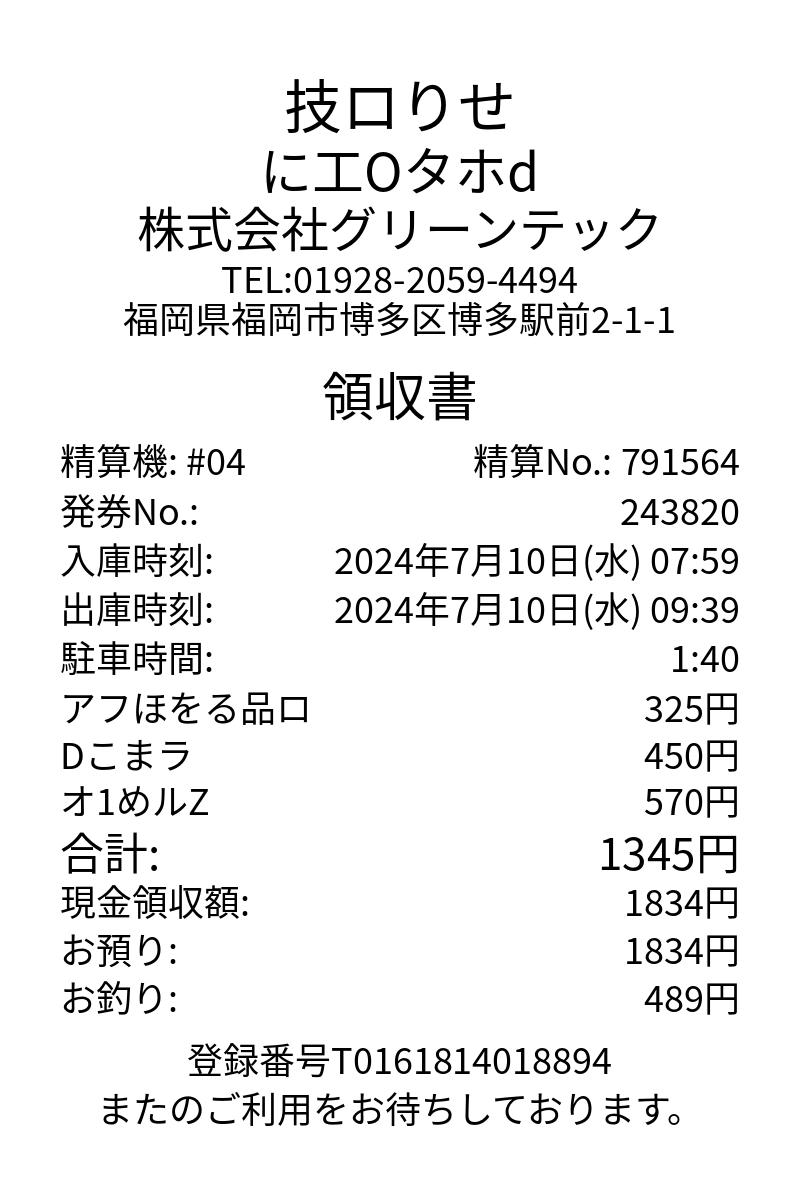 技ロりせ
に工Oタホd
株式会社グリーンテック
TEL:01928-2059-4494
福岡県福岡市博多区博多駅前2-1-1
領収書
精算機: #04 精算No.: 791564
発券No.: 243820
入庫時刻: 2024年7月10日(水) 07:59
出庫時刻: 2024年7月10日(水) 09:39
駐車時間: 1:40
アフほをる品ロ 325円
Dこまラ 450円
オ1めルZ 570円
合計: 1345円
現金領収額: 1834円
お預り: 1834円
お釣り: 489円
登録番号T0161814018894
またのご利用をお待ちしております。